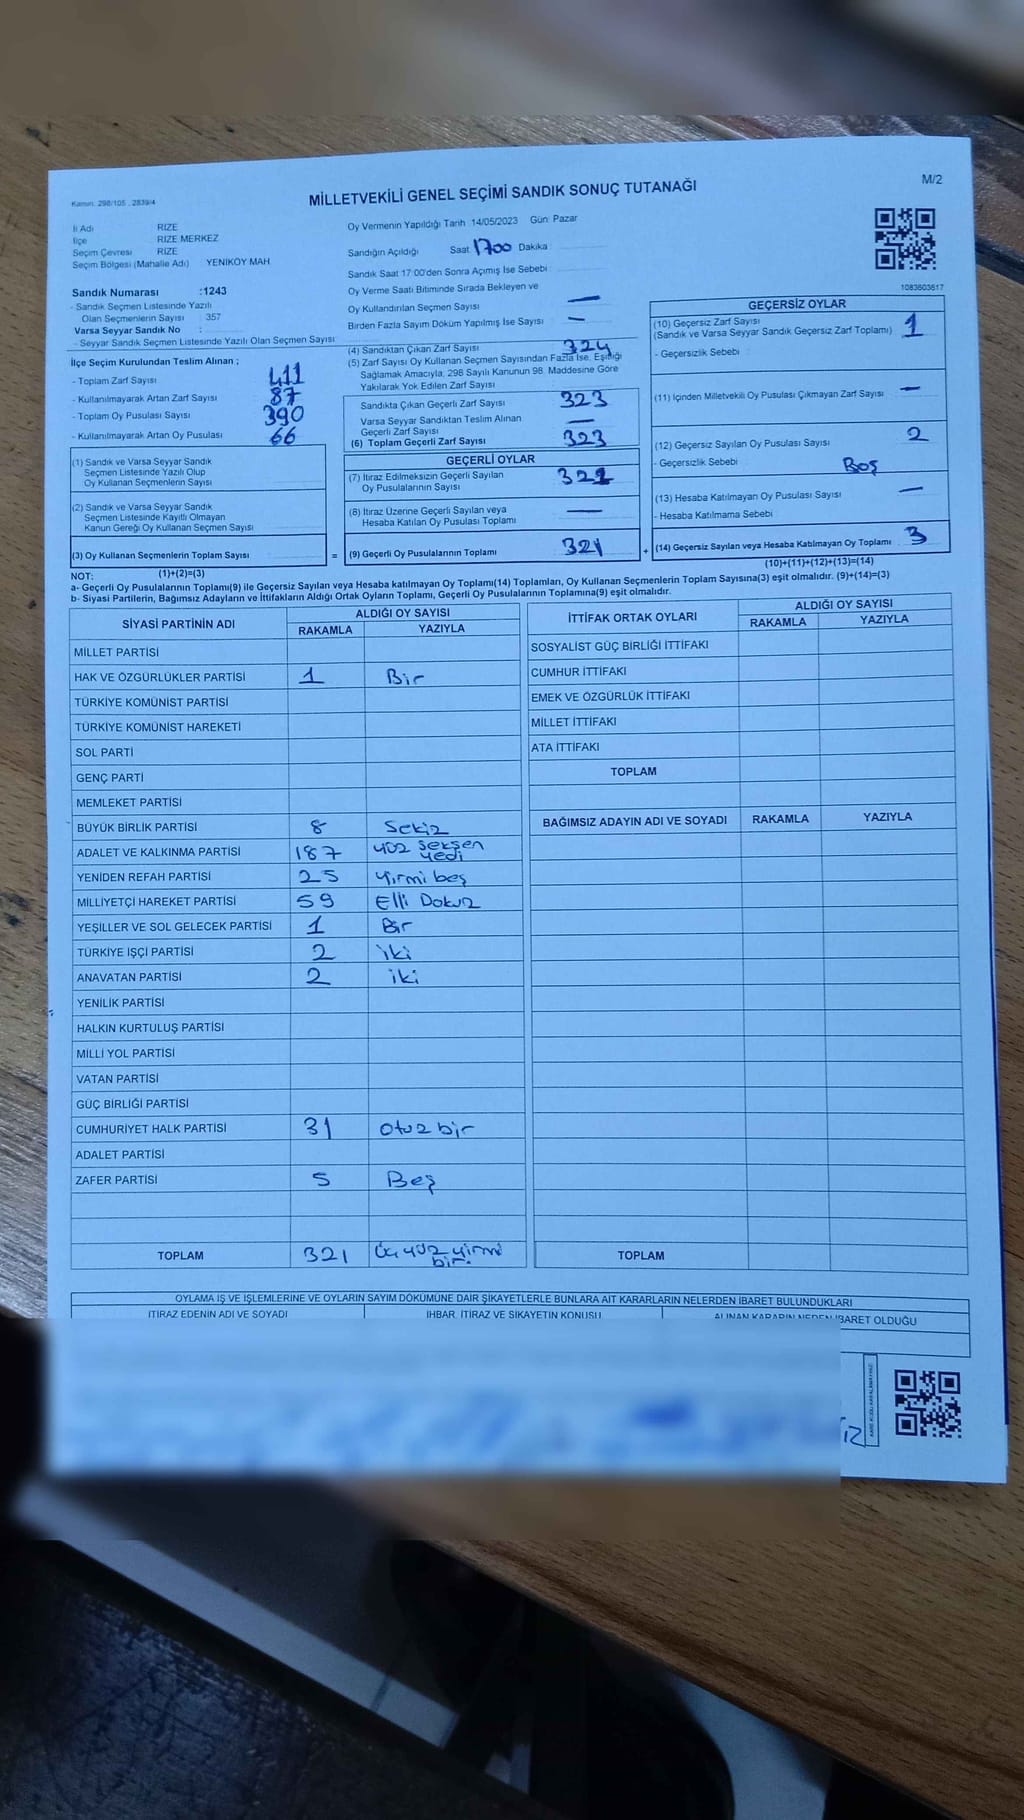 Kanun: 298/105 , 2839/4
MİLLETVEKİLİ GENEL SEÇİMİ SANDIK SONUÇ TUTANAĞI
M/2
İl Adı RİZE
İlçe RİZE MERKEZ
Seçim Çevresi RİZE
Seçim Bölgesi (Mahalle Adı) YENİKÖY MAH.
Sandık Numarası :1243
- Sandık Seçmen Listesinde Yazılı
Olan Seçmenlerin Sayısı : 357
Varsa Seyyar Sandık No :
- Seyyar Sandık Seçmen Listesinde Yazılı Olan Seçmen Sayısı
İlçe Seçim Kurulundan Teslim Alınan ;
- Toplam Zarf Sayısı 411
- Kullanılmayarak Artan Zarf Sayısı 87
- Toplam Oy Pusulası Sayısı 390
- Kullanılmayarak Artan Oy Pusulası 66
(1) Sandık ve Varsa Seyyar Sandık
Seçmen Listesinde Yazılı Olup
Oy Kullanan Seçmenlerin Sayısı
(2) Sandık ve Varsa Seyyar Sandık
Seçmen Listesinde Kayıtlı Olmayan
Kanun Gereği Oy Kullanan Seçmen Sayısı
(3) Oy Kullanan Seçmenlerin Toplam Sayısı
(1)+(2)=(3)
Oy Vermenin Yapıldığı Tarih 14/05/2023 Gün: Pazar
Sandığın Açıldığı Saat 1700 Dakika
Sandık Saat 17:00'den Sonra Açımış İse Sebebi
Oy Verme Saati Bitiminde Sırada Bekleyen ve
Oy Kullandırılan Seçmen Sayısı —
Birden Fazla Sayım Döküm Yapılmış İse Sayısı —
(4) Sandıktan Çıkan Zarf Sayısı 324
(5) Zarf Sayısı Oy Kullanan Seçmen Sayısından Fazla İse, Eşitliği
Sağlamak Amacıyla, 298 Sayılı Kanunun 98. Maddesine Göre
Yakılarak Yok Edilen Zarf Sayısı
Sandıkta Çıkan Geçerli Zarf Sayısı 323
Varsa Seyyar Sandıktan Teslim Alınan
Geçerli Zarf Sayısı —
(6) Toplam Geçerli Zarf Sayısı 323
GEÇERLİ OYLAR
(7) İtiraz Edilmeksizin Geçerli Sayılan
Oy Pusulalarının Sayısı 321
(8) İtiraz Üzerine Geçerli Sayılan veya
Hesaba Katılan Oy Pusulası Toplamı —
= (9) Geçerli Oy Pusulalarının Toplamı 321
1083603617
GEÇERSİZ OYLAR
(10) Geçersiz Zarf Sayısı 1
(Sandık ve Varsa Seyyar Sandık Geçersiz Zarf Toplamı)
- Geçersizlik Sebebi
(11) İçinden Milletvekili Oy Pusulası Çıkmayan Zarf Sayısı —
(12) Geçersiz Sayılan Oy Pusulası Sayısı 2
- Geçersizlik Sebebi Boş
(13) Hesaba Katılmayan Oy Pusulası Sayısı —
- Hesaba Katılmama Sebebi
+ (14) Geçersiz Sayılan veya Hesaba Katılmayan Oy Toplamı 3
(10)+(11)+(12)+(13)=(14)
NOT:
a- Geçerli Oy Pusulalarının Toplamı(9) ile Geçersiz Sayılan veya Hesaba katılmayan Oy Toplamı(14) Toplamları, Oy Kullanan Seçmenlerin Toplam Sayısına(3) eşit olmalıdır. (9)+(14)=(3)
b- Siyasi Partilerin, Bağımsız Adayların ve İttifakların Aldığı Ortak Oyların Toplamı, Geçerli Oy Pusulalarının Toplamına(9) eşit olmalıdır.
SİYASİ PARTİNİN ADI ALDIĞI OY SAYISI
RAKAMLA YAZIYLA
MİLLET PARTİSİ
HAK VE ÖZGÜRLÜKLER PARTİSİ 1 Bir
TÜRKİYE KOMÜNİST PARTİSİ
TÜRKİYE KOMÜNİST HAREKETİ
SOL PARTİ
GENÇ PARTİ
MEMLEKET PARTİSİ
BÜYÜK BİRLİK PARTİSİ 8 Sekiz
ADALET VE KALKINMA PARTİSİ 187 yüz Seksen yedi
YENİDEN REFAH PARTİSİ 25 yirmi beş
MİLLİYETÇİ HAREKET PARTİSİ 59 Elli Dokuz
YEŞİLLER VE SOL GELECEK PARTİSİ 1 Bir
TÜRKİYE İŞÇİ PARTİSİ 2 iki
ANAVATAN PARTİSİ 2 iki
YENİLİK PARTİSİ
HALKIN KURTULUŞ PARTİSİ
MİLLİ YOL PARTİSİ
VATAN PARTİSİ
GÜÇ BİRLİĞİ PARTİSİ
CUMHURİYET HALK PARTİSİ 31 otuz bir
ADALET PARTİSİ
ZAFER PARTİSİ 5 Beş
TOPLAM 321 Üç yüz yirmi bir.
İTTİFAK ORTAK OYLARI ALDIĞI OY SAYISI
RAKAMLA YAZIYLA
SOSYALİST GÜÇ BİRLİĞİ İTTİFAKI
CUMHUR İTTİFAKI
EMEK VE ÖZGÜRLÜK İTTİFAKI
MİLLET İTTİFAKI
ATA İTTİFAKI
TOPLAM
BAĞIMSIZ ADAYIN ADI VE SOYADI RAKAMLA YAZIYLA
TOPLAM
OYLAMA İŞ VE İŞLEMLERİNE VE OYLARIN SAYIM DÖKÜMÜNE DAİR ŞİKAYETLERLE BUNLARA AİT KARARLARIN NELERDEN İBARET BULUNDUKLARI
İTİRAZ EDENİN ADI VE SOYADI İHBAR, İTİRAZ VE ŞİKAYETİN KONUSU ALINAN KARARIN NEDEN İBARET OLDUĞU